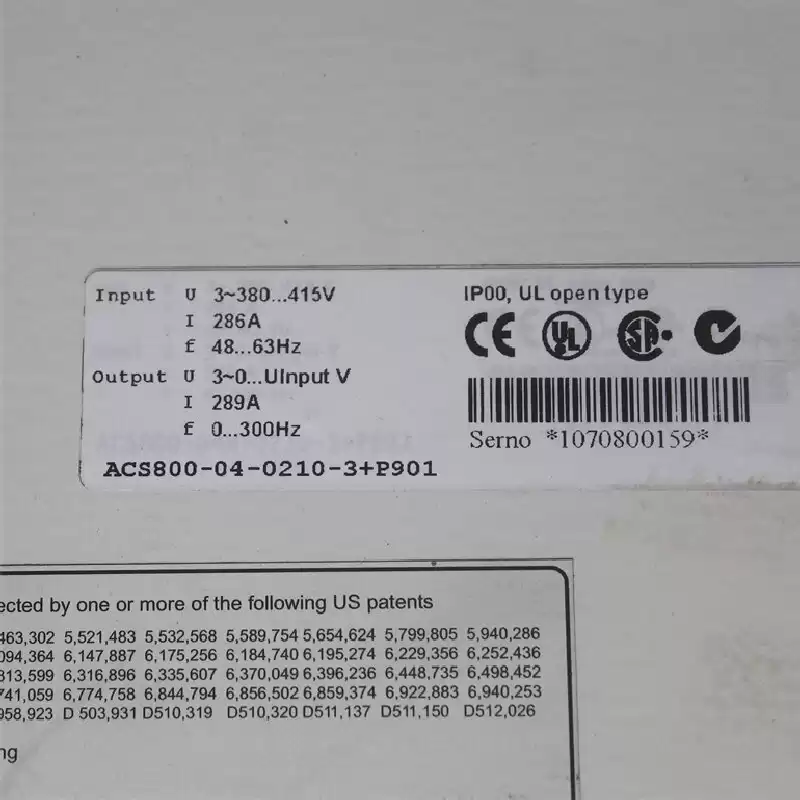 Input U 3~380...415V
I 286A
f 48...63Hz
Output U 3~0...UInput V
I 289A
f 0...300Hz
ACS800-04-0210-3+P901
IP00, UL open type
CE UL SA
Serno *1070800159*
ected by one or more of the following US patents
463,302 5,521,483 5,532,568 5,589,754 5,654,624 5,799,805 5,940,286
094,364 6,147,887 6,175,256 6,184,740 6,195,274 6,229,356 6,252,436
313,599 6,316,896 6,335,607 6,370,049 6,396,236 6,448,735 6,498,452
741,059 6,774,758 6,844,794 6,856,502 6,859,374 6,922,883 6,940,253
958,923 D 503,931 D510,319 D510,320 D511,137 D511,150 D512,026
ng